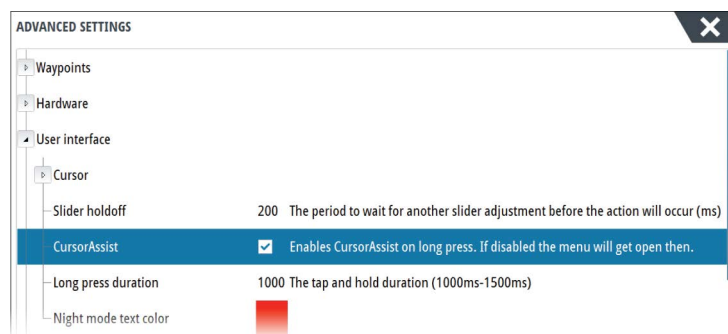 ADVANCED SETTINGS
Waypoints
Hardware
User interface
Cursor
Slider holdoff 200 The period to wait for another slider adjustment before the action will occur (ms)
CursorAssist Enables CursorAssist on long press. If disabled the menu will get open then.
Long press duration 1000 The tap and hold duration (1000ms-1500ms)
Night mode text color